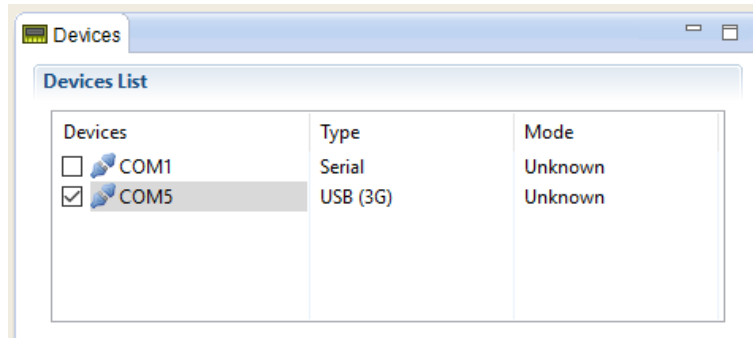 Devices
Devices List
Devices Type Mode
COM1 Serial Unknown
COM5 USB (3G) Unknown